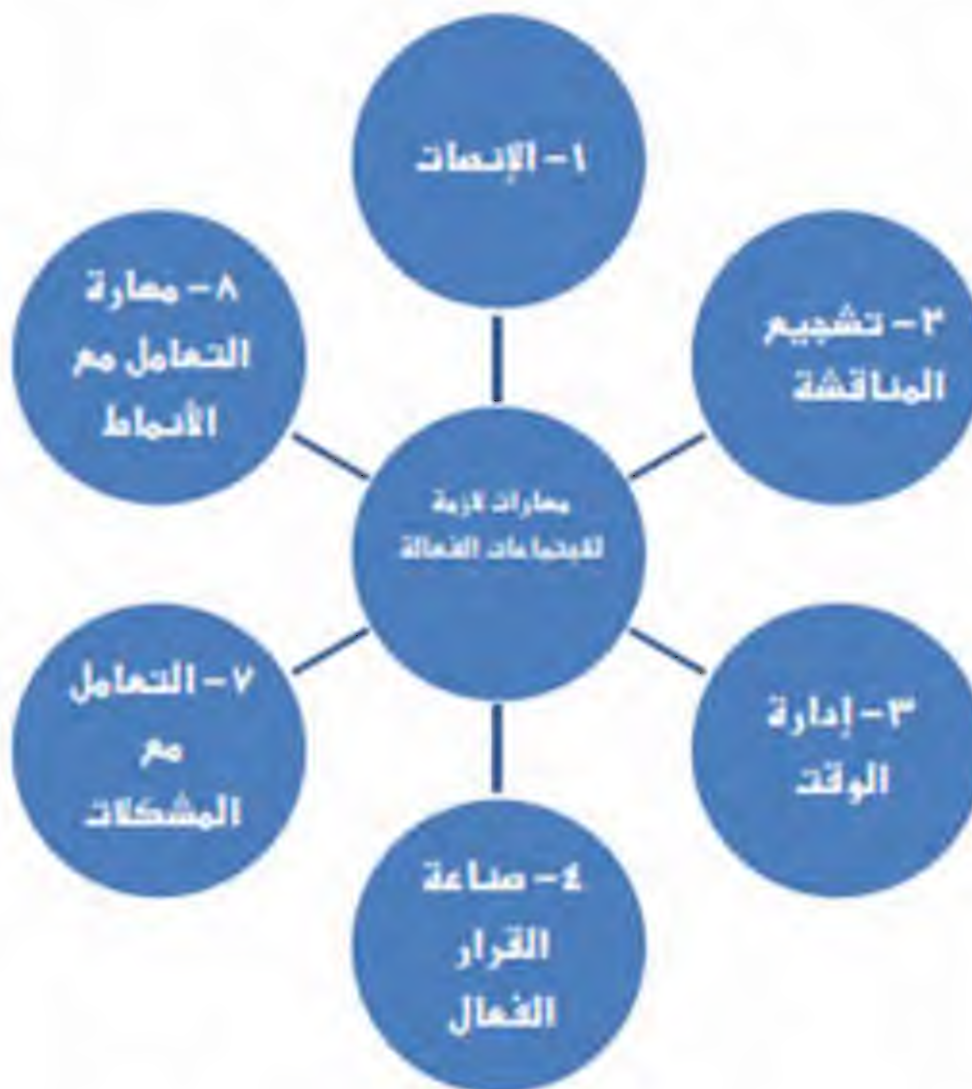 ١- الإنصات
٢- تشجيع
المناقشة
٣- إدارة
الوقت
٤- صناعة
القرار
الفعال
٧- التعامل
مع
المشكلات
٨- مهارة
التعامل مع
الأنماط
مهارات لازمة
للاجتماعات الفعالة